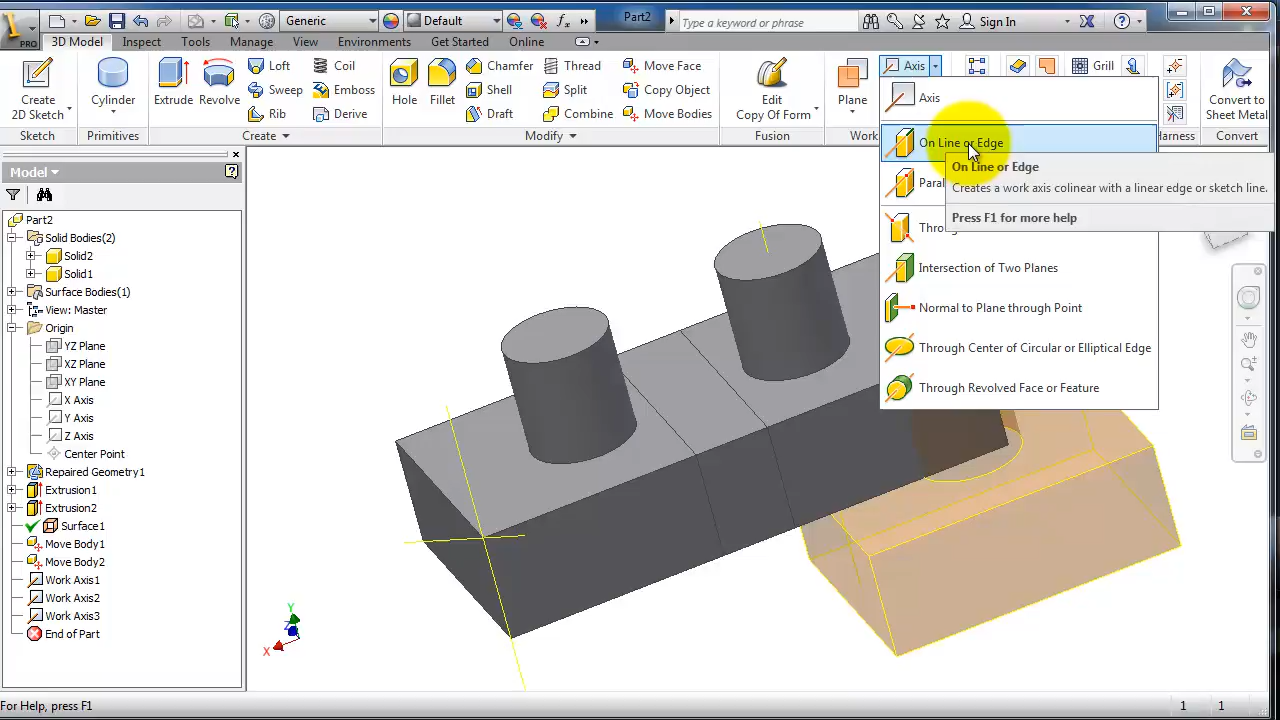 PRO
Generic
Default
fx
Part2
Type a keyword or phrase
Sign In
3D Model
Inspect
Tools
Manage
View
Environments
Get Started
Online
Create
2D Sketch
Sketch
Cylinder
Primitives
Extrude
Revolve
Loft
Sweep
Rib
Coil
Emboss
Derive
Create
Hole
Fillet
Chamfer
Shell
Draft
Thread
Split
Combine
Move Face
Copy Object
Move Bodies
Modify
Edit
Copy Of Form
Fusion
Plane
Work
Axis
Grill
Harness
Convert to
Sheet Metal
Convert
Axis
On Line or Edge
On Line or Edge
Creates a work axis colinear with a linear edge or sketch line.
Press F1 for more help
Intersection of Two Planes
Normal to Plane through Point
Through Center of Circular or Elliptical Edge
Through Revolved Face or Feature
Model
Part2
Solid Bodies(2)
Solid2
Solid1
Surface Bodies(1)
View: Master
Origin
YZ Plane
XZ Plane
XY Plane
X Axis
Y Axis
Z Axis
Center Point
Repaired Geometry1
Extrusion1
Extrusion2
Surface1
Move Body1
Move Body2
Work Axis1
Work Axis2
Work Axis3
End of Part
Y
Z
X
For Help, press F1
1 1